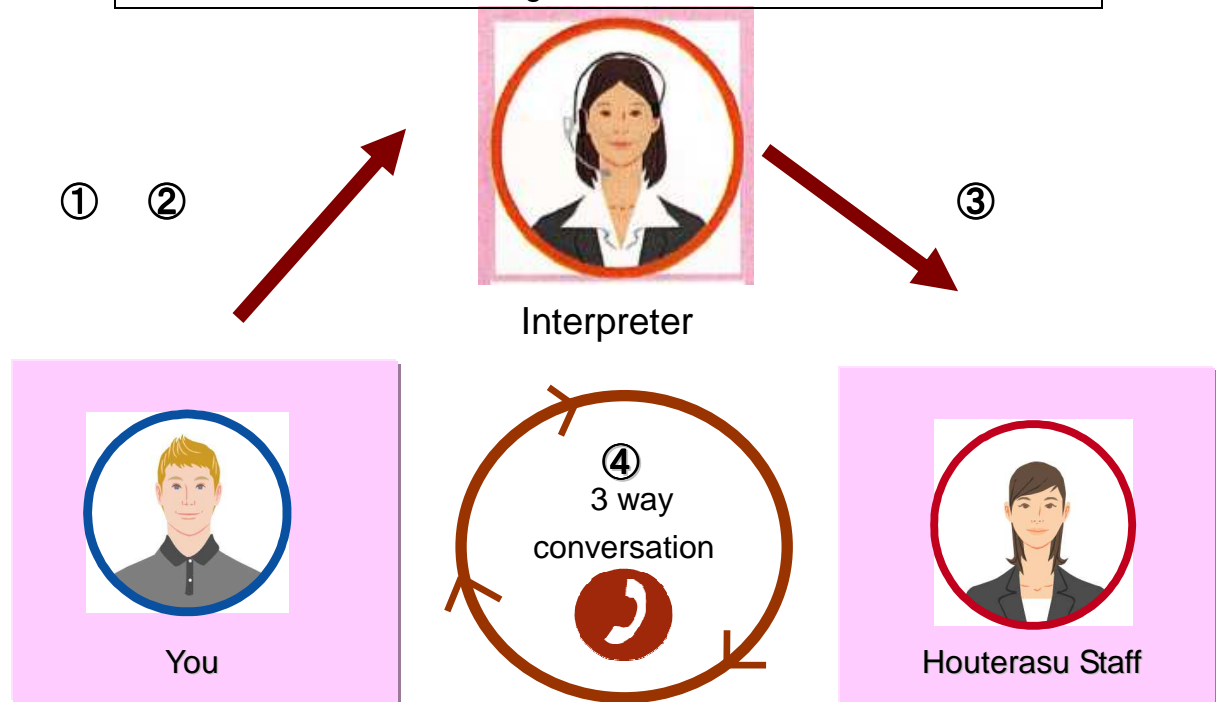 ① ②
③
Interpreter
④
3 way
conversation
You
Houterasu Staff